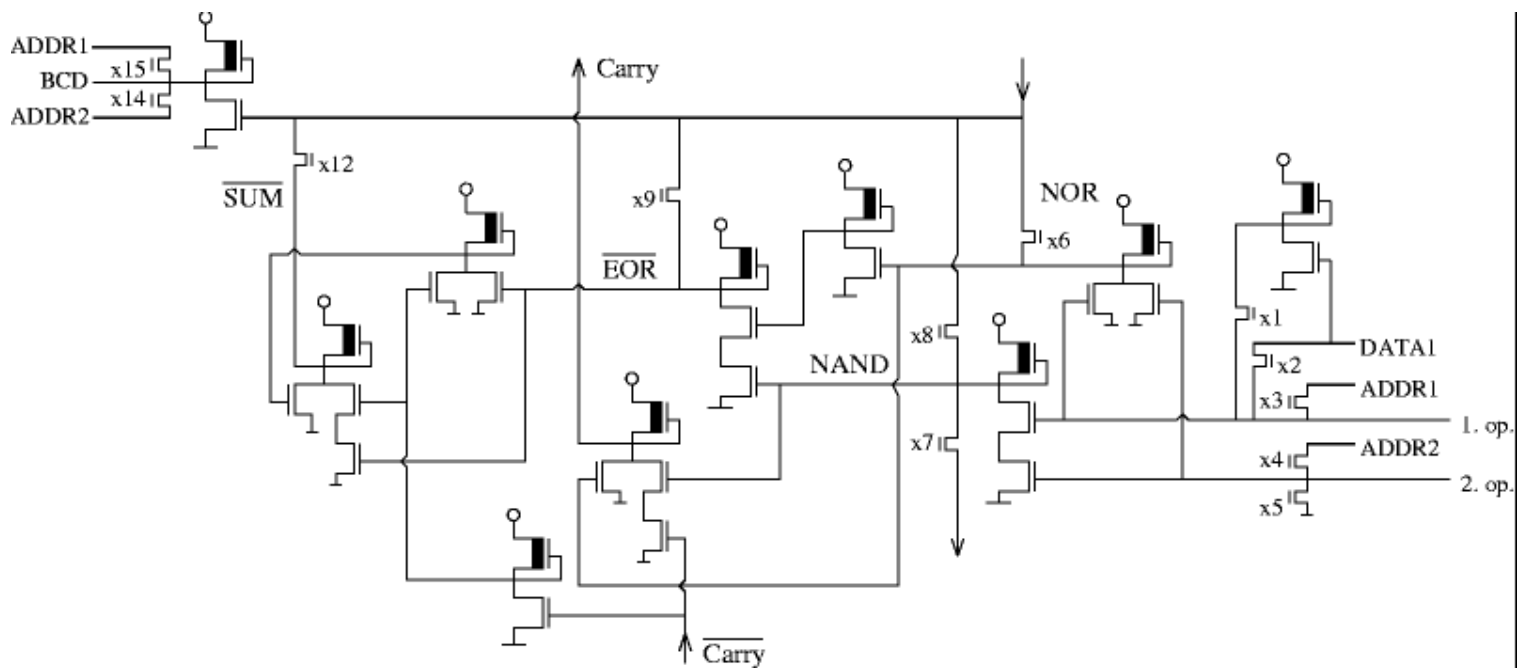 ADDR1
x15
BCD
x14
ADDR2
Carry
x12
SUM
x9
NOR
x6
EOR
x1
x8
NAND
x2
DATA1
x3
ADDR1
1. op.
x7
x4
ADDR2
x5
2. op.
Carry